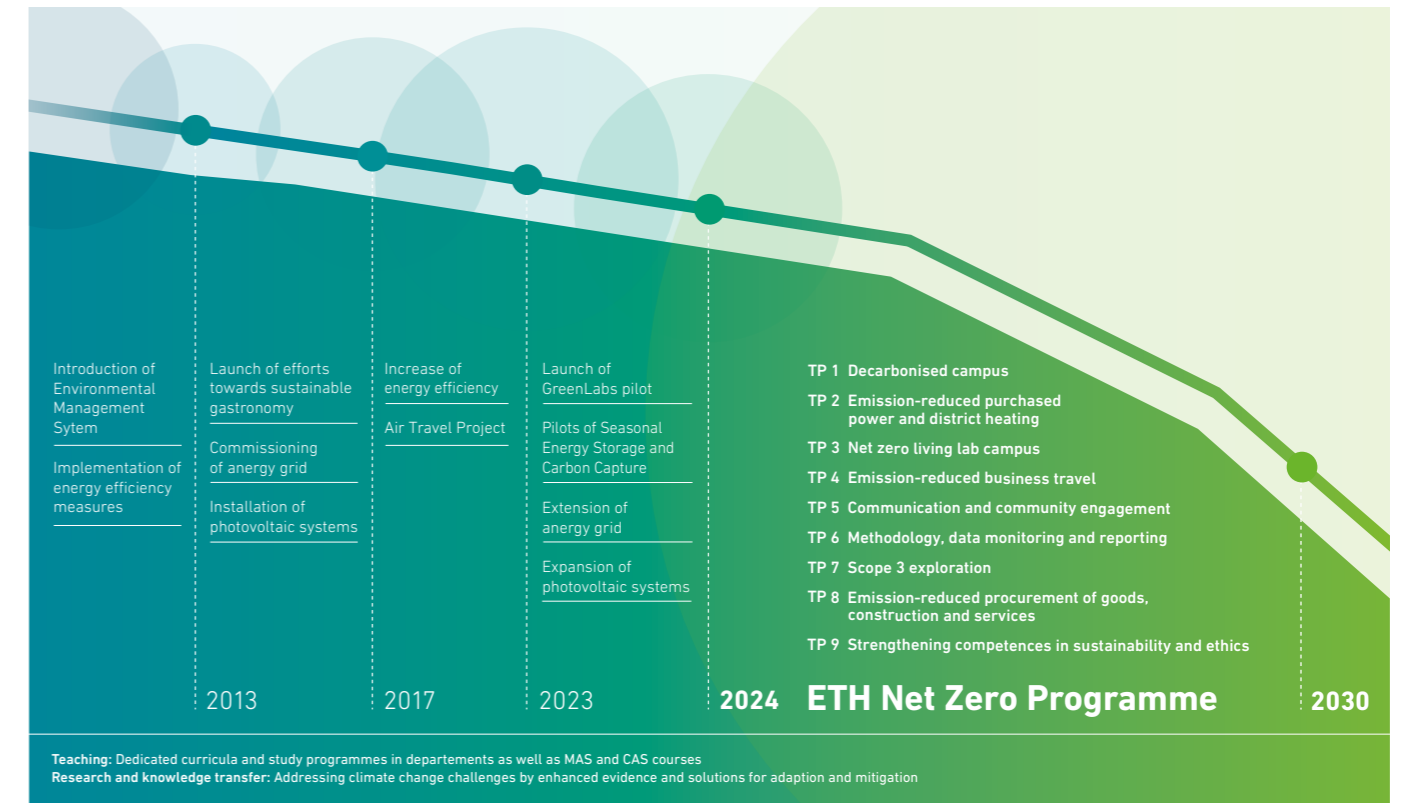 Introduction of
Environmental
Management
Sytem
Implementation of
energy efficiency
measures
Launch of efforts
towards sustainable
gastronomy
Commissioning
of anergy grid
Installation of
photovoltaic systems
Increase of
energy efficiency
Air Travel Project
Launch of
GreenLabs pilot
Pilots of Seasonal
Energy Storage and
Carbon Capture
Extension of
anergy grid
Expansion of
photovoltaic systems
TP 1 Decarbonised campus
TP 2 Emission-reduced purchased
power and district heating
TP 3 Net zero living lab campus
TP 4 Emission-reduced business travel
TP 5 Communication and community engagement
TP 6 Methodology, data monitoring and reporting
TP 7 Scope 3 exploration
TP 8 Emission-reduced procurement of goods,
construction and services
TP 9 Strengthening competences in sustainability and ethics
2013
2017
2023
2024
ETH Net Zero Programme
2030
Teaching: Dedicated curricula and study programmes in departements as well as MAS and CAS courses
Research and knowledge transfer: Addressing climate change challenges by enhanced evidence and solutions for adaption and mitigation